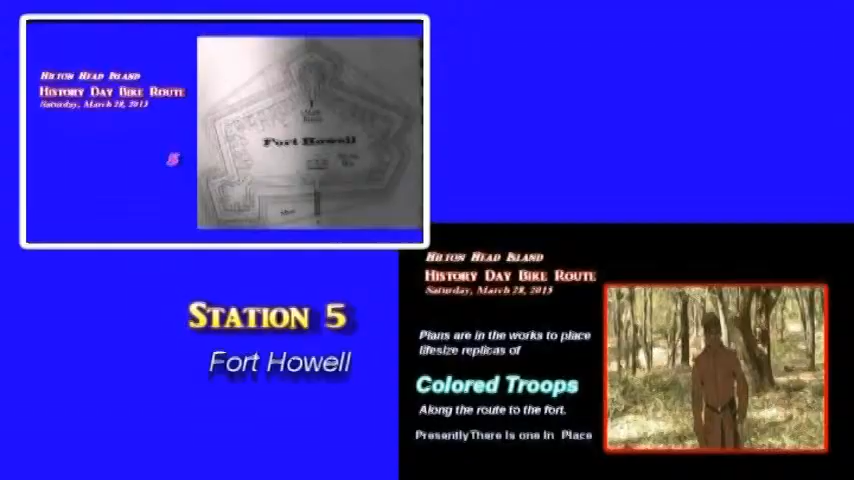 Hilton Head Island
History Day Bike Route
Saturday, March 28, 2015
5
Fort Howell
Station 5
Fort Howell
Hilton Head Island
History Day Bike Route
Saturday, March 28, 2015
Plans are in the works to place
lifesize replicas of
Colored Troops
Along the route to the fort.
PresentlyThere Is one In Place